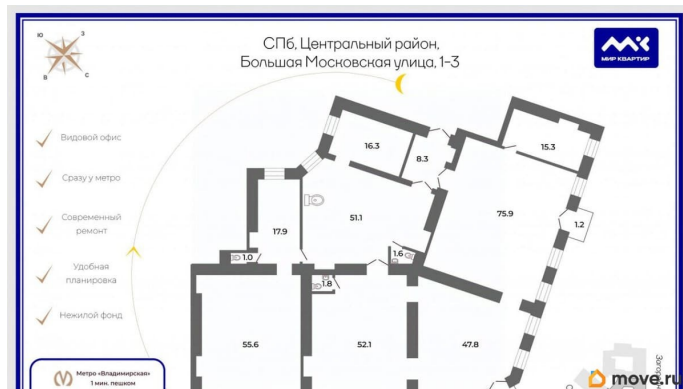 СПб, Центральный район,
Большая Московская улица, 1-3
МИР КВАРТИР
Ю
З
В
С
Видовой офис
Сразу у метро
Современный
ремонт
Удобная
планировка
Нежилой фонд
Метро «Владимирская»
1 мин. пешком
16.3
8.3
15.3
75.9
1.2
51.1
17.9
1.0
1.6
1.8
55.6
52.1
47.8
move.ru